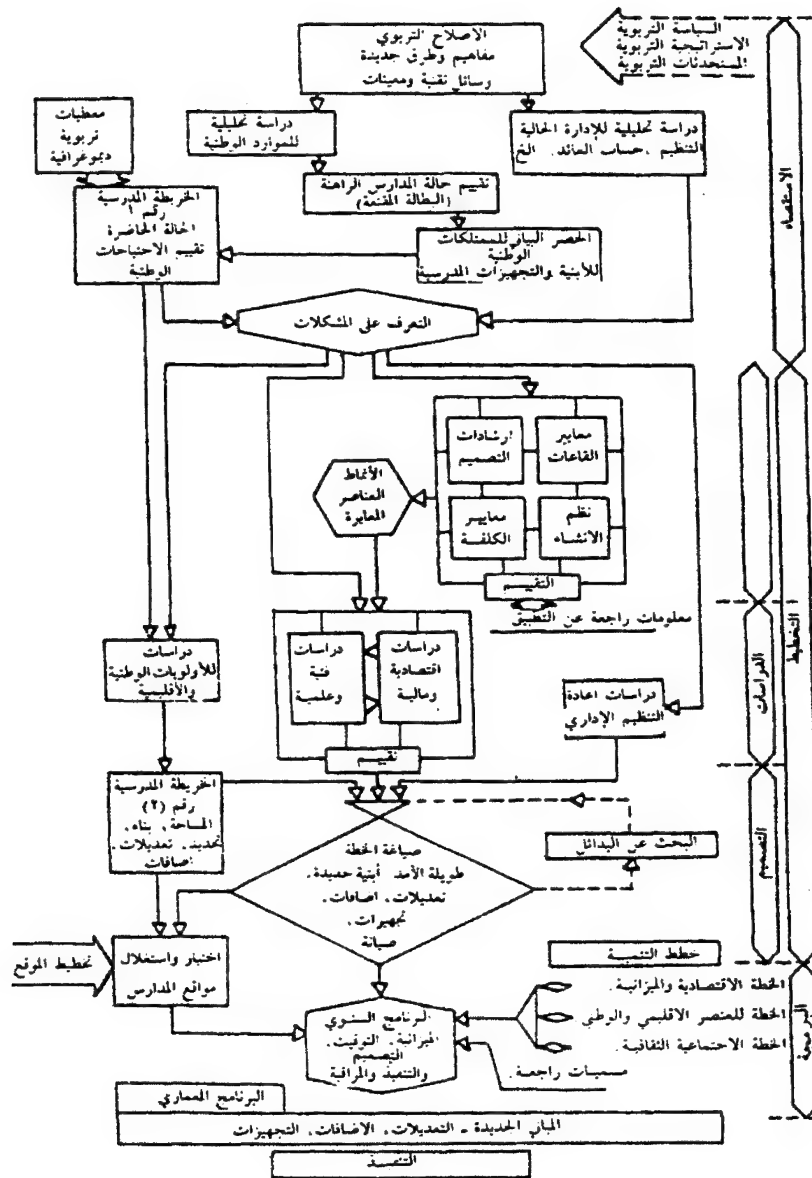 السياسة التربوية
الاستراتيجية التربوية
المستحدثات التربوية
الاصلاح التربوي
مفاهيم وطرق جديدة
وسائل تقنية ومعينات
معطيات
تربوية
ديموغرافية
دراسة تحليلية
للموارد الوطنية
دراسة تحليلية للإدارة الحالية
التنظيم ، حساب العائد . الخ
تقييم حالة المدارس الراهنة
(البطالة المقنعة)
الخريطة المدرسية
رقم ١
الحالة الحاضرة
تقييم الاحتياجات
الوطنية
الحصر البياني للممتلكات
الوطنية
للأبنية والتجهيزات المدرسية
الاستقصاء
التعرف على المشكلات
ارشادات
التصميم
معايير
القاعات
معايير
الكلفة
نظم
الانشاء
التقييم
الأنماط
العناصر
المعايرة
معلومات راجعة عن التطبيق
التخطيط
دراسات
للأولويات الوطنية
والأقليمية
دراسات
فنية
وعلمية
دراسات
اقتصادية
ومالية
تقييم
دراسات اعادة
التنظيم الإداري
الدراسات
الخريطة المدرسية
رقم (٢)
المساحة ، بناء ،
تجديد ، تعديلات .
اضافات
صياغة الخطة
طويلة الأمد أبنية جديدة ،
تعديلات ، اضافات .
تجهيزات ،
صيانة
البحث عن البدائل
التصميم
تخطيط الموقع
اختيار واستغلال
مواقع المدارس
خطط التنمية
الخطة الاقتصادية والميزانية .
الخطة للعنصر الاقليمي والوطني
الخطة الاجتماعية الثقافية .
البرنامج السنوي
الميزانية ، التوقيت ،
التصميم
والتنفيذ والمراقبة
راجعة .
البرمجة
البرنامج المعماري
المباني الجديدة - التعديلات ، الاضافات ، التجهيزات
التنفيذ